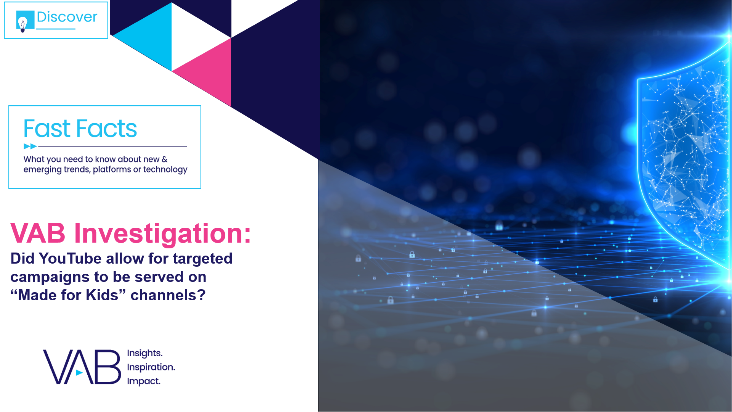 Discover
Fast Facts
What you need to know about new &
emerging trends, platforms or technology
VAB Investigation:
Did YouTube allow for targeted
campaigns to be served on
“Made for Kids” channels?
VAB
Insights.
Inspiration.
Impact.